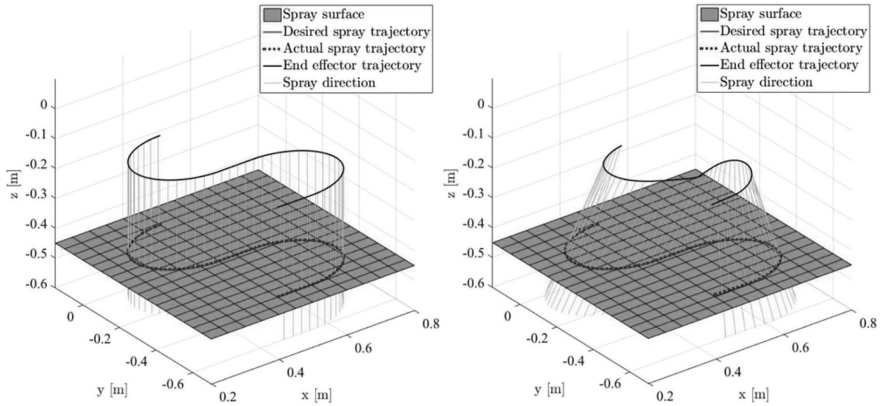 Spray surface
Desired spray trajectory
Actual spray trajectory
End effector trajectory
Spray direction
0
-0.1
-0.2
-0.3
-0.4
-0.5
-0.6
z [m]
0
-0.2
-0.4
-0.6
y [m]
0.2
0.4
0.6
0.8
x [m]
Spray surface
Desired spray trajectory
Actual spray trajectory
End effector trajectory
Spray direction
0
-0.1
-0.2
-0.3
-0.4
-0.5
-0.6
z [m]
0
-0.2
-0.4
-0.6
y [m]
0.2
0.4
0.6
0.8
x [m]